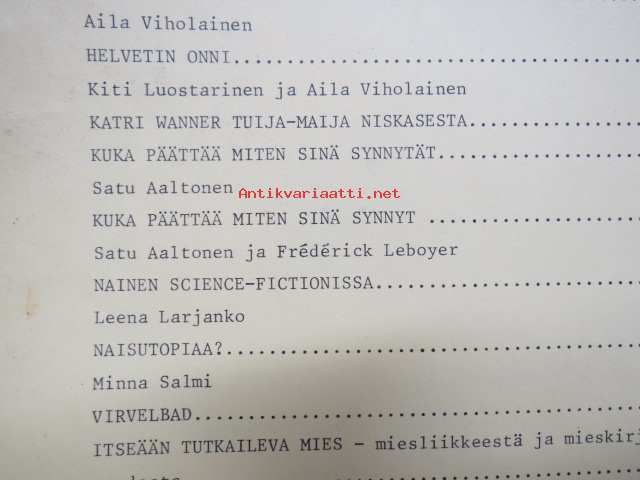 Aila Viholainen
HELVETIN ONNI..............................
Kiti Luostarinen ja Aila Viholainen
KATRI WANNER TUIJA-MAIJA NISKASESTA...............
KUKA PÄÄTTÄÄ MITEN SINÄ SYNNYTÄT..................
Satu Aaltonen
Antikvariaatti.net
KUKA PÄÄTTÄÄ MITEN SINÄ SYNNYT ..................
Satu Aaltonen ja Frédérick Leboyer
NAINEN SCIENCE-FICTIONISSA........................
Leena Larjanko
NAISUTOPIAA?......................................
Minna Salmi
VIRVELBAD.........................................
ITSEÄÄN TUTKAILEVA MIES - miesliikkeestä ja mieskirj